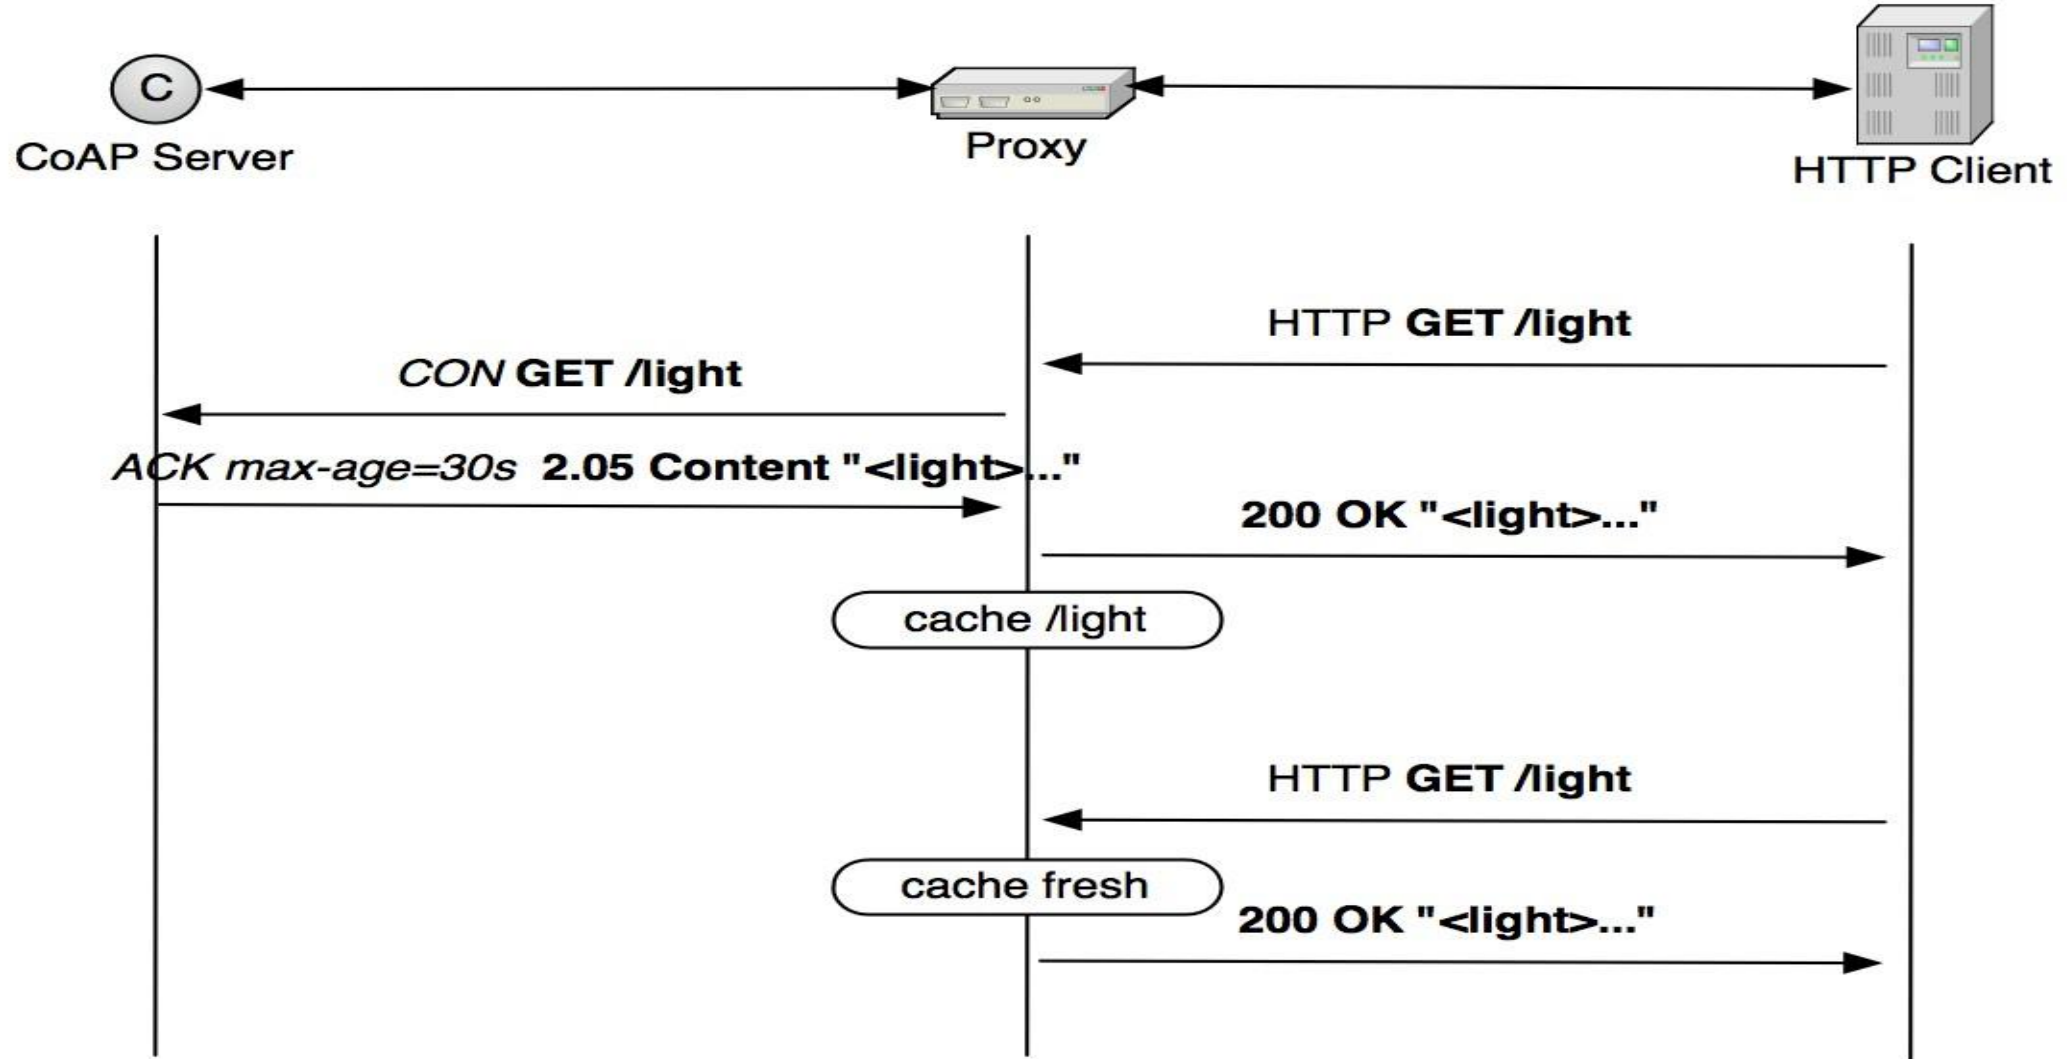 C
CoAP Server
Proxy
HTTP Client
HTTP GET /light
CON GET /light
ACK max-age=30s 2.05 Content "<light>..."
200 OK "<light>..."
cache /light
HTTP GET /light
cache fresh
200 OK "<light>..."